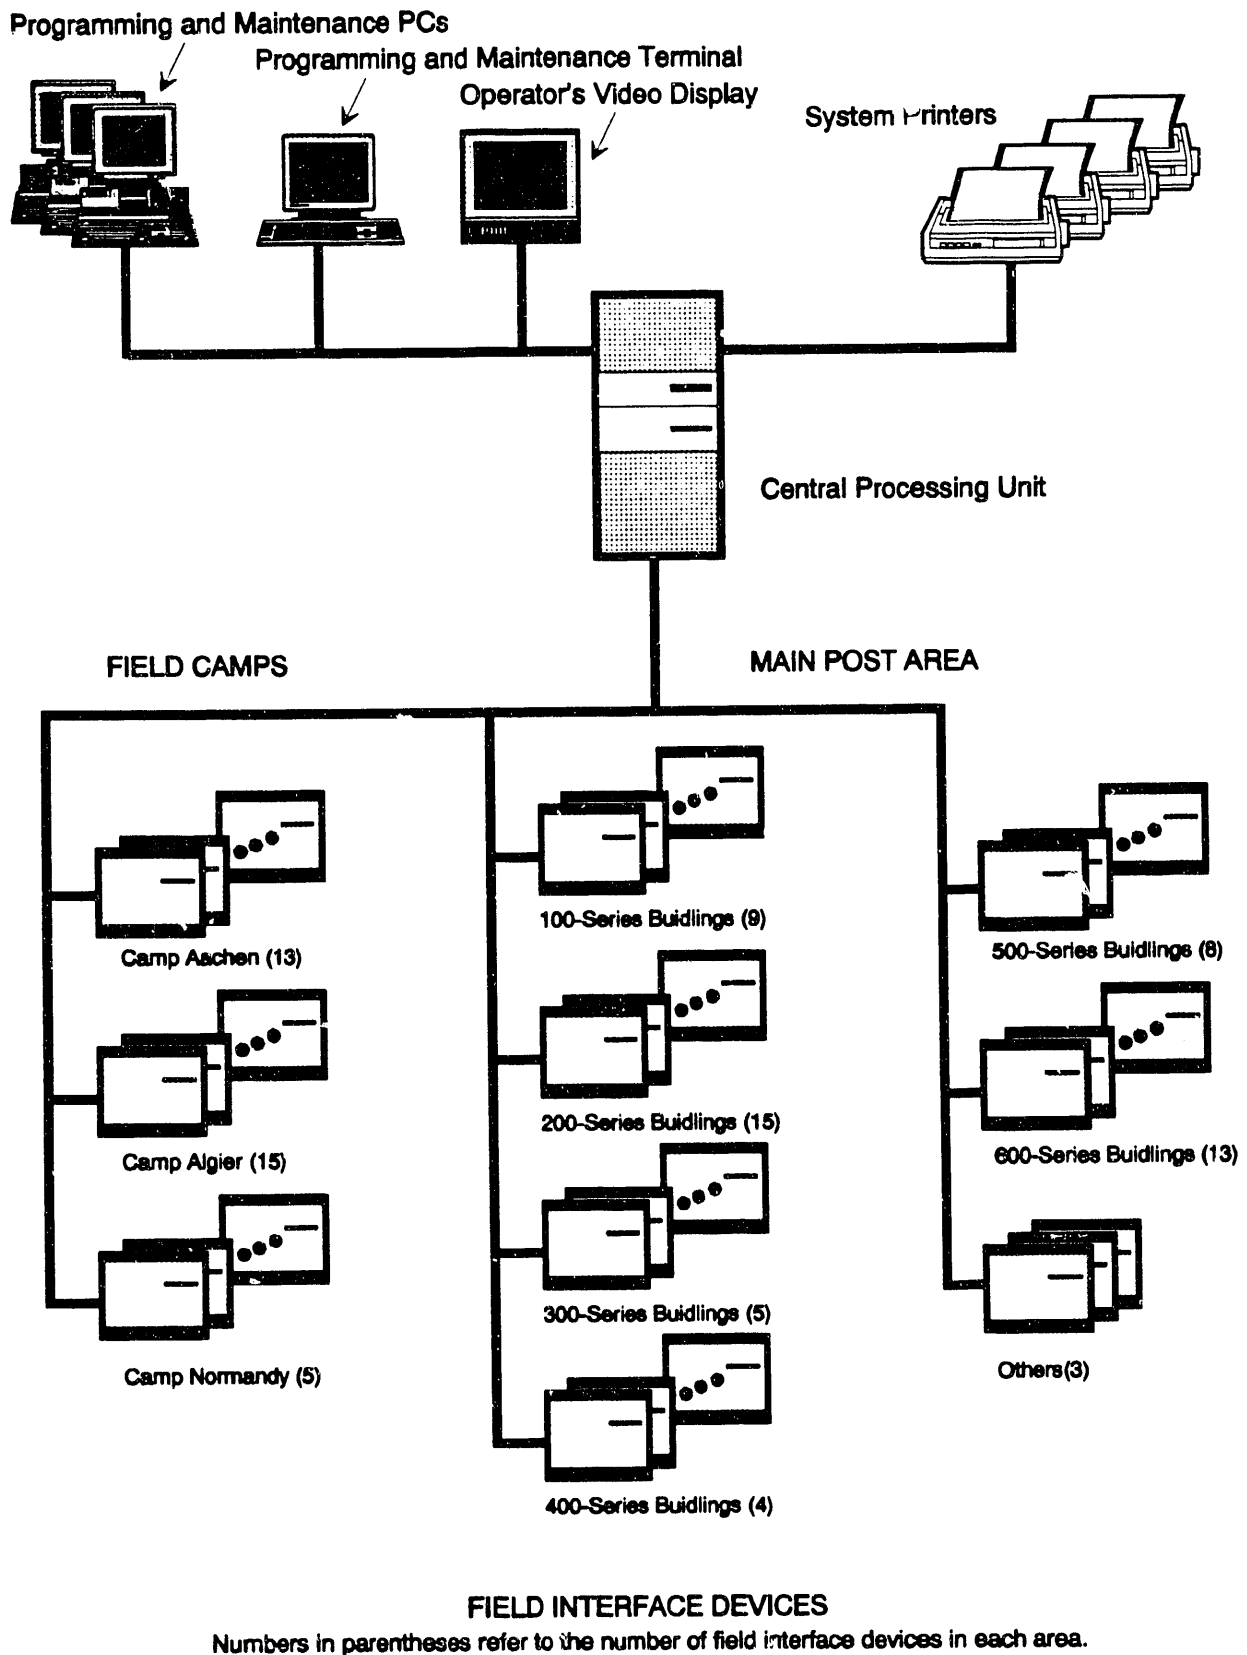 Programming and Maintenance PCs
Programming and Maintenance Terminal
Operator's Video Display
System Printers
Central Processing Unit
FIELD CAMPS
MAIN POST AREA
100-Series Buidlings (9)
500-Series Buidlings (8)
Camp Aachen (13)
200-Series Buidlings (15)
600-Series Buidlings (13)
Camp Algier (15)
300-Series Buidlings (5)
Others(3)
Camp Normandy (5)
400-Series Buidlings (4)
FIELD INTERFACE DEVICES
Numbers in parentheses refer to the number of field interface devices in each area.